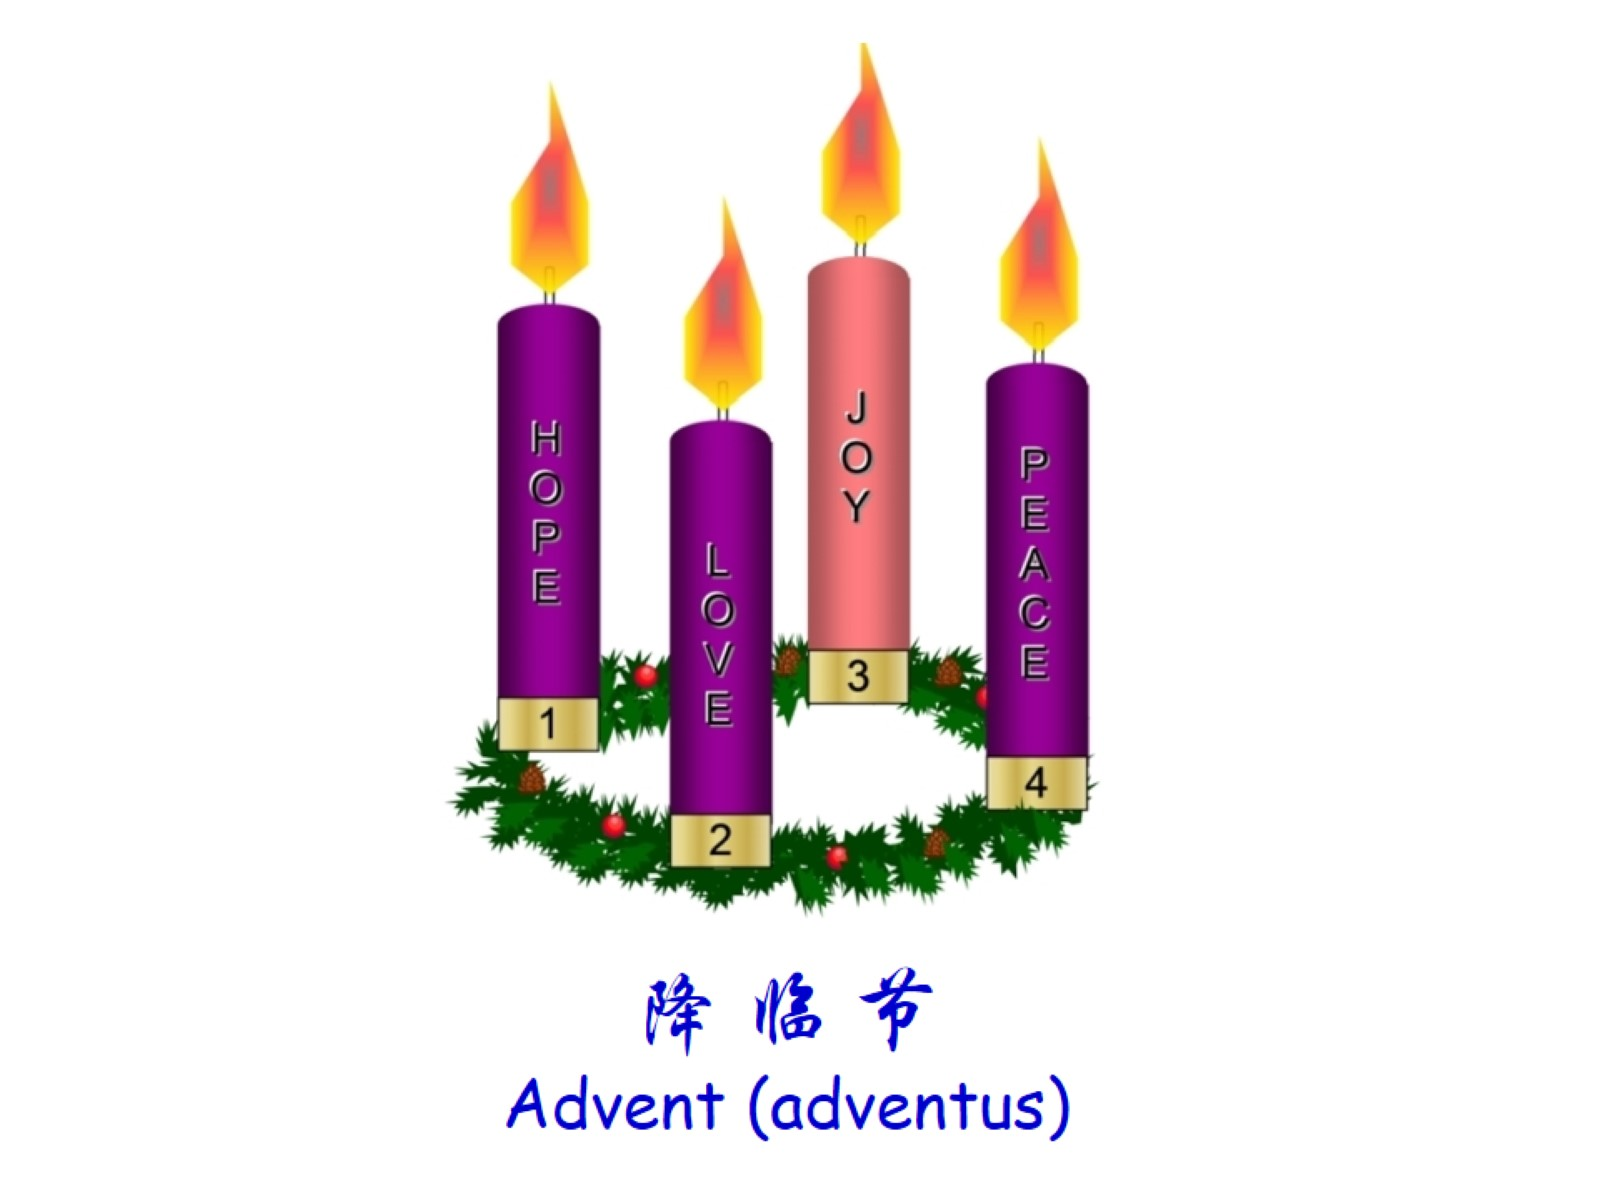 HOPE
1
LOVE
2
JOY
3
PEACE
4
降临节
Advent (adventus)